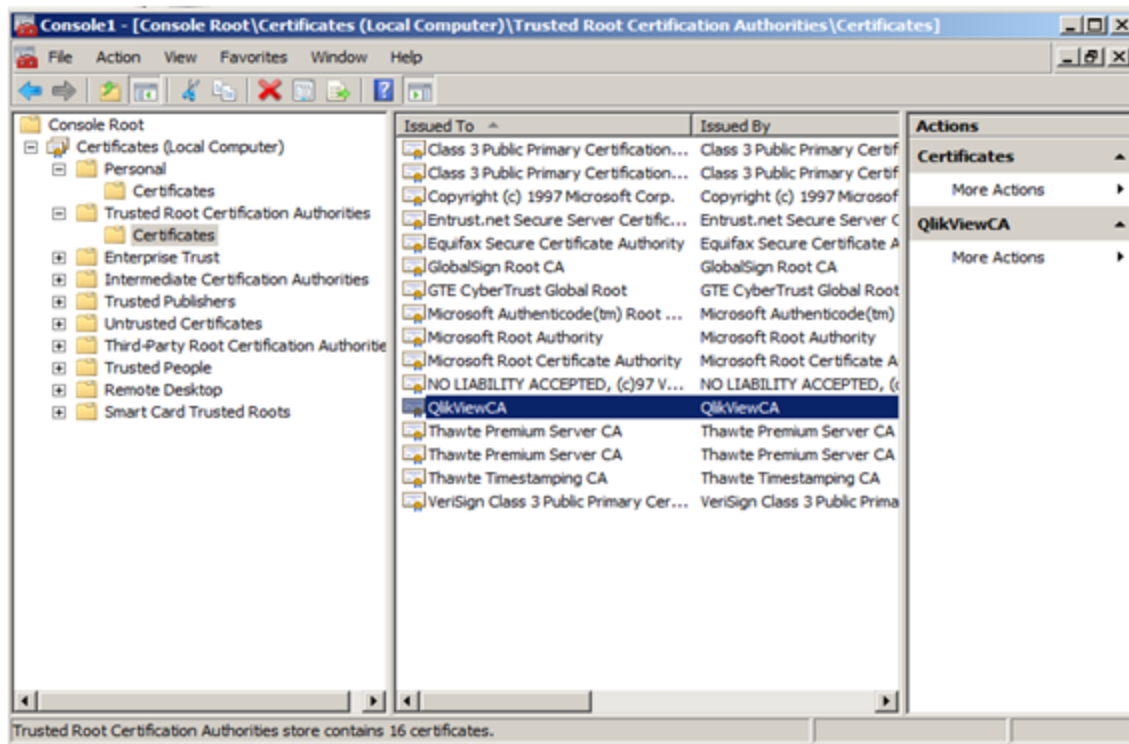 Console1 - [Console Root\Certificates (Local Computer)\Trusted Root Certification Authorities\Certificates]
File Action View Favorites Window Help
Console Root
Certificates (Local Computer)
Personal
Certificates
Trusted Root Certification Authorities
Certificates
Enterprise Trust
Intermediate Certification Authorities
Trusted Publishers
Untrusted Certificates
Third-Party Root Certification Authoritie
Trusted People
Remote Desktop
Smart Card Trusted Roots
Issued To Issued By
Class 3 Public Primary Certification... Class 3 Public Primary Certif
Class 3 Public Primary Certification... Class 3 Public Primary Certif
Copyright (c) 1997 Microsoft Corp. Copyright (c) 1997 Microsof
Entrust.net Secure Server Certific... Entrust.net Secure Server C
Equifax Secure Certificate Authority Equifax Secure Certificate A
GlobalSign Root CA GlobalSign Root CA
GTE CyberTrust Global Root GTE CyberTrust Global Root
Microsoft Authenticode(tm) Root ... Microsoft Authenticode(tm)
Microsoft Root Authority Microsoft Root Authority
Microsoft Root Certificate Authority Microsoft Root Certificate A
NO LIABILITY ACCEPTED, (c)97 V... NO LIABILITY ACCEPTED, (c
QlikViewCA QlikViewCA
Thawte Premium Server CA Thawte Premium Server CA
Thawte Premium Server CA Thawte Premium Server CA
Thawte Timestamping CA Thawte Timestamping CA
VeriSign Class 3 Public Primary Cer... VeriSign Class 3 Public Prima
Actions
Certificates
More Actions
QlikViewCA
More Actions
Trusted Root Certification Authorities store contains 16 certificates.